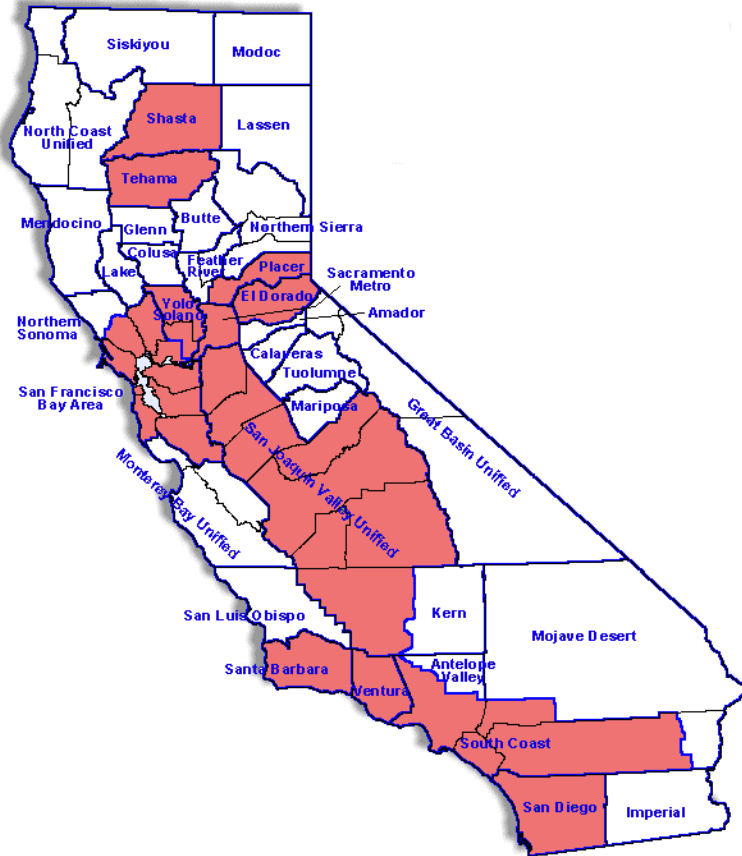 Siskiyou
Modoc
Shasta
Lassen
North Coast
Unified
Tehama
Mendocino
Butte
Glenn
Northern Sierra
Colusa
Feather
River
Lake
Placer
Sacramento
Metro
El Dorado
Yolo
Solano
Amador
Northern
Sonoma
Calaveras
Tuolumne
San Francisco
Bay Area
Mariposa
Great Basin Unified
San Joaquin Valley Unified
Monterey Bay Unified
San Luis Obispo
Kern
Mojave Desert
Santa Barbara
Antelope
Valley
Ventura
South Coast
San Diego
Imperial